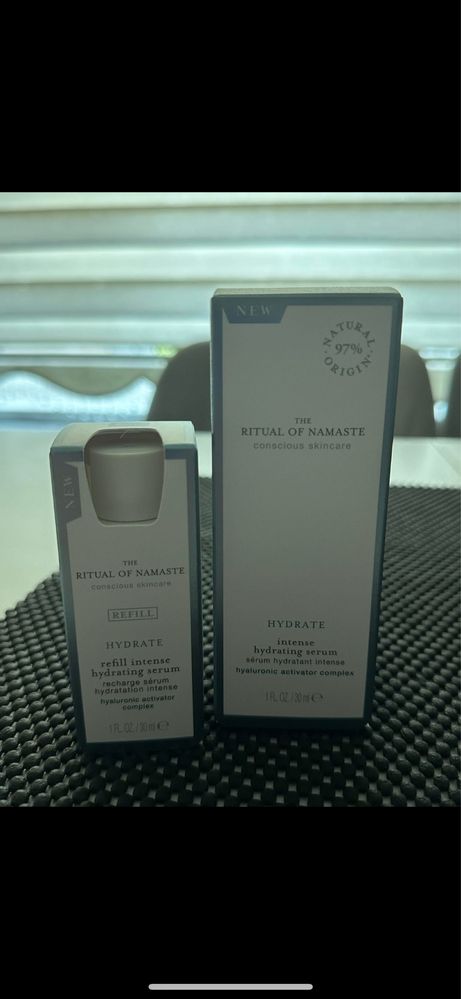 NEW
THE
RITUAL OF NAMASTE
conscious skincare
REFILL
HYDRATE
refill intense
hydrating serum
recharge sérum
hydratation intense
hyaluronic activator
complex
1 FL.OZ. / 30 ml ℮
NEW
NATURAL
97%
ORIGIN
THE
RITUAL OF NAMASTE
conscious skincare
HYDRATE
intense
hydrating serum
sérum hydratant intense
hyaluronic activator complex
1 FL.OZ. / 30 ml ℮